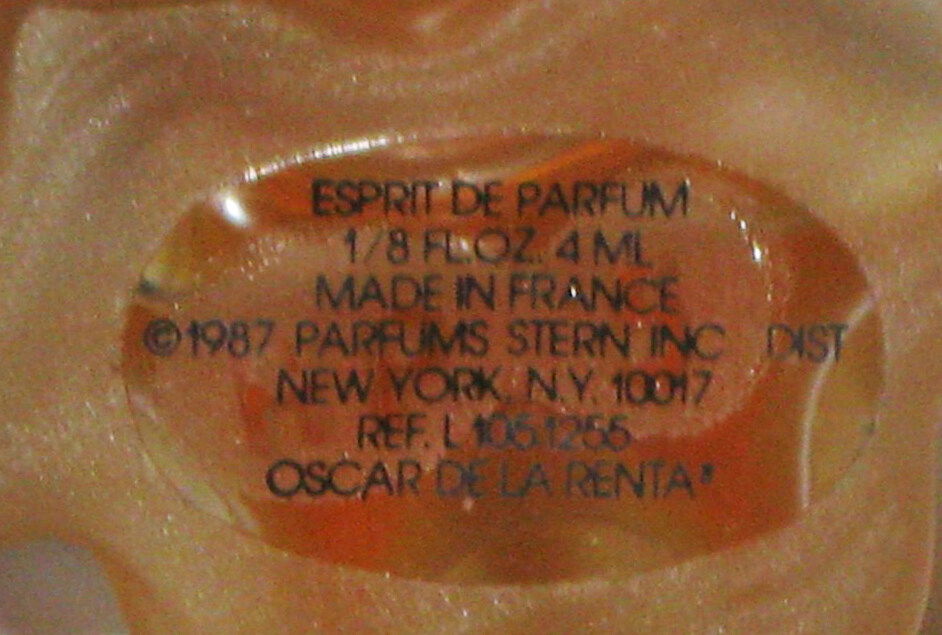 ESPRIT DE PARFUM
1/8 FL.OZ. 4 ML
MADE IN FRANCE
©1987 PARFUMS STERN INC DIST
NEW YORK, N.Y. 10017
REF. L 1051255
OSCAR DE LA RENTA®